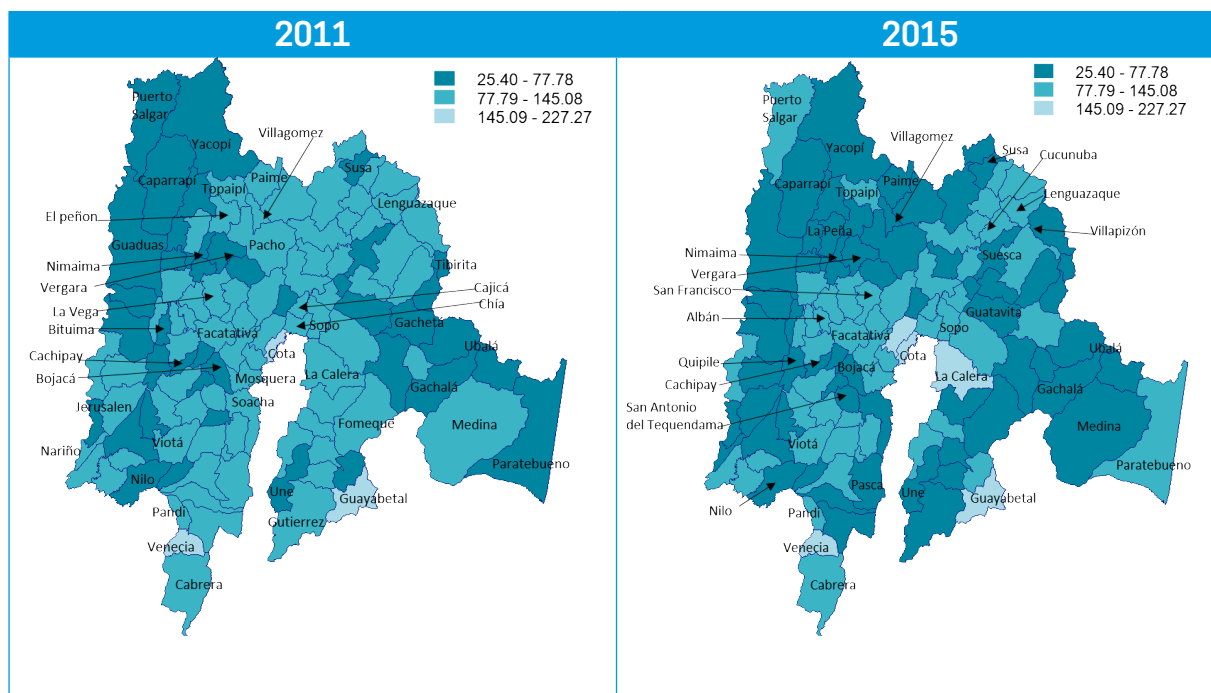 2011
25.40 - 77.78
77.79 - 145.08
145.09 - 227.27
Puerto
Salgar
Villagomez
Yacopí
Susa
Caparrapí
Paime
Topaipí
Lenguazaque
El peñon
Guaduas
Pacho
Nimaima
Tibirita
Vergara
Cajicá
Chía
La Vega
Bituima
Facatativá
Sopo
Gachetá
Ubalá
Cachipay
Cota
Bojacá
Mosquera
La Calera
Gachalá
Jerusalen
Soacha
Fomequé
Medina
Nariño
Viotá
Paratebueno
Nilo
Une
Guayabetal
Pandi
Gutierrez
Venecia
Cabrera
2015
25.40 - 77.78
77.79 - 145.08
145.09 - 227.27
Puerto
Salgar
Villagomez
Yacopí
Susa
Cucunuba
Caparrapí
Paime
Topaipí
Lenguazaque
La Peña
Villapizón
Nimaima
Suesca
Vergara
San Francisco
Guatavita
Albán
Facatativá
Sopo
Ubalá
Quipile
Cota
Bojacá
La Calera
Cachipay
Gachalá
San Antonio
del Tequendama
Medina
Viotá
Paratebueno
Pasca
Une
Guayabetal
Nilo
Pandi
Venecia
Cabrera